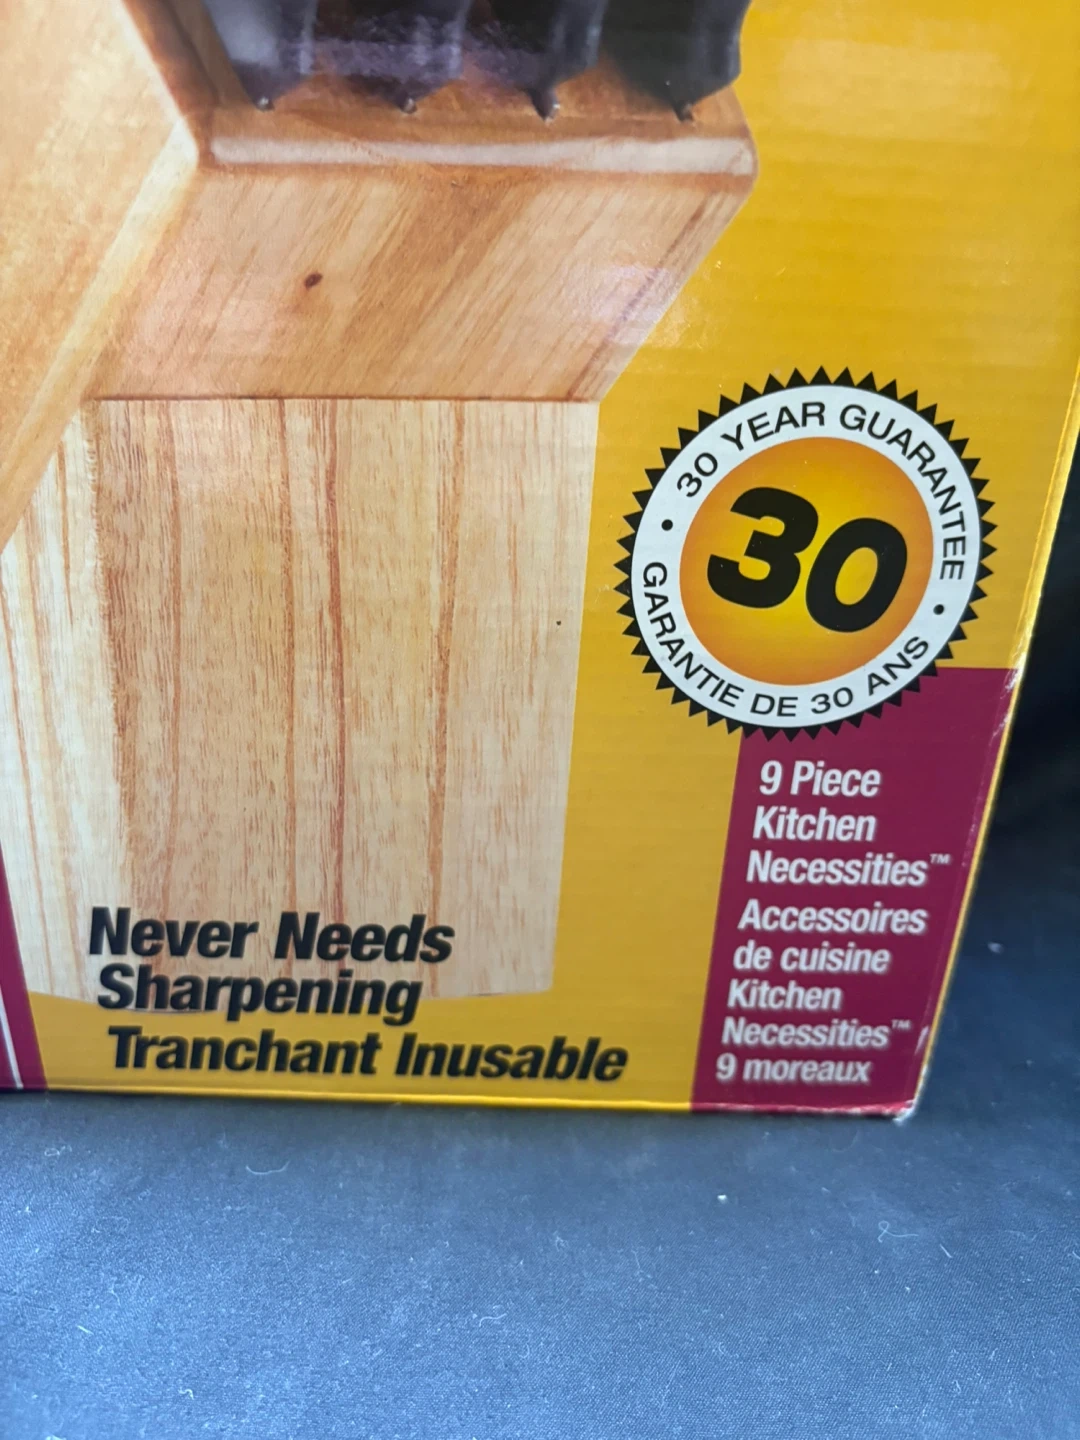 30 YEAR GUARANTEE
30
GARANTIE DE 30 ANS
9 Piece
Kitchen
Necessities™
Accessoires
de cuisine
Kitchen
Necessities™
9 moreaux
Never Needs
Sharpening
Tranchant Inusable